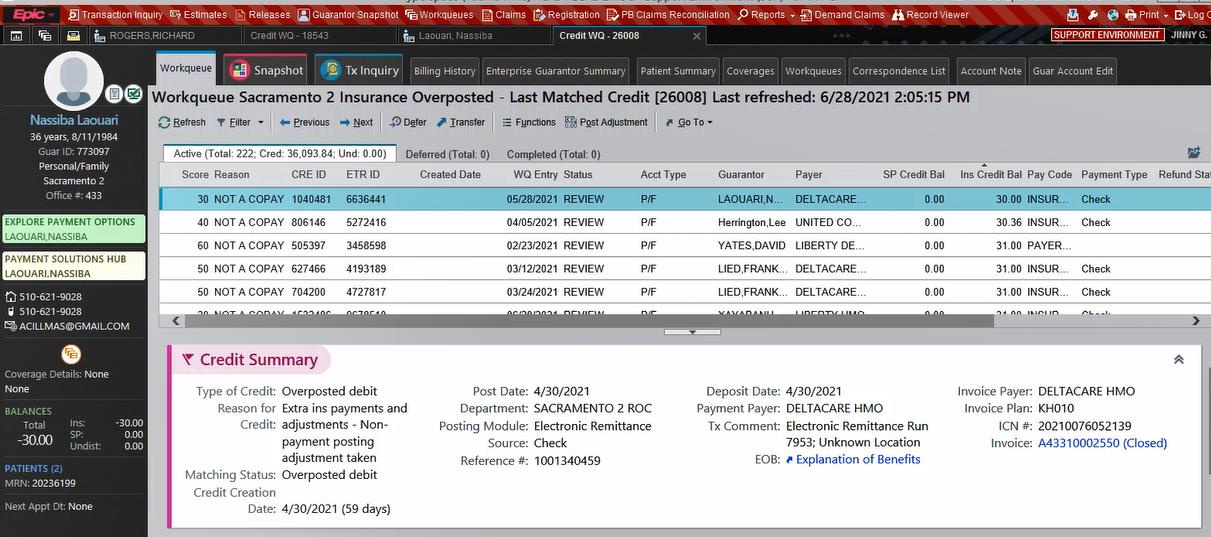 Epic Transaction Inquiry Estimates Releases Guarantor Snapshot Workqueues Claims Registration PB Claims Reconciliation Reports Demand Claims Record Viewer Print
ROGERS,RICHARD Credit WQ - 18543 Laouari, Nassiba Credit WQ - 26008 SUPPORT ENVIRONMENT JINNY G.
Workqueue Snapshot Tx Inquiry Billing History Enterprise Guarantor Summary Patient Summary Coverages Workqueues Correspondence List Account Note Guar Account Edit
Workqueue Sacramento 2 Insurance Overposted - Last Matched Credit [26008] Last refreshed: 6/28/2021 2:05:15 PM
Refresh Filter Previous Next Defer Transfer Functions Post Adjustment Go To
Nassiba Laouari
36 years, 8/11/1984
Guar ID: 773097
Personal/Family
Sacramento 2
Office #: 433
EXPLORE PAYMENT OPTIONS
LAOUARI,NASSIBA
PAYMENT SOLUTIONS HUB
LAOUARI,NASSIBA
510-621-9028
510-621-9028
ACILLMAS@GMAIL.COM
Coverage Details: None
None
BALANCES
Total
-30.00
Ins: -30.00
SP: 0.00
Undist: 0.00
PATIENTS (2)
MRN: 20236199
Next Appt Dt: None
Active (Total: 222; Cred: 36,093.84; Und: 0.00) Deferred (Total: 0) Completed (Total: 0)
Score Reason CRE ID ETR ID Created Date WQ Entry Status Acct Type Guarantor Payer SP Credit Bal Ins Credit Bal Pay Code Payment Type Refund
30 NOT A COPAY 1040481 6636441 05/28/2021 REVIEW P/F LAOUARI,N... DELTACARE... 0.00 30.00 INSUR... Check
40 NOT A COPAY 806146 5272416 04/05/2021 REVIEW P/F Herrington,Lee UNITED CO... 0.00 30.36 INSUR... Check
60 NOT A COPAY 505397 3458598 02/23/2021 REVIEW P/F YATES,DAVID LIBERTY DE... 0.00 31.00 PAYER...
50 NOT A COPAY 627466 4193189 03/12/2021 REVIEW P/F LIED,FRANK... DELTACARE... 0.00 31.00 INSUR... Check
50 NOT A COPAY 704200 4727817 03/24/2021 REVIEW P/F LIED,FRANK... DELTACARE... 0.00 31.00 INSUR... Check
Credit Summary
Type of Credit: Overposted debit
Reason for Credit: Extra ins payments and
adjustments - Non-
payment posting
adjustment taken
Matching Status: Overposted debit
Credit Creation
Date: 4/30/2021 (59 days)
Post Date: 4/30/2021
Department: SACRAMENTO 2 ROC
Posting Module: Electronic Remittance
Source: Check
Reference #: 1001340459
Deposit Date: 4/30/2021
Payment Payer: DELTACARE HMO
Tx Comment: Electronic Remittance Run
7953; Unknown Location
EOB: Explanation of Benefits
Invoice Payer: DELTACARE HMO
Invoice Plan: KH010
ICN #: 20210076052139
Invoice: A43310002550 (Closed)